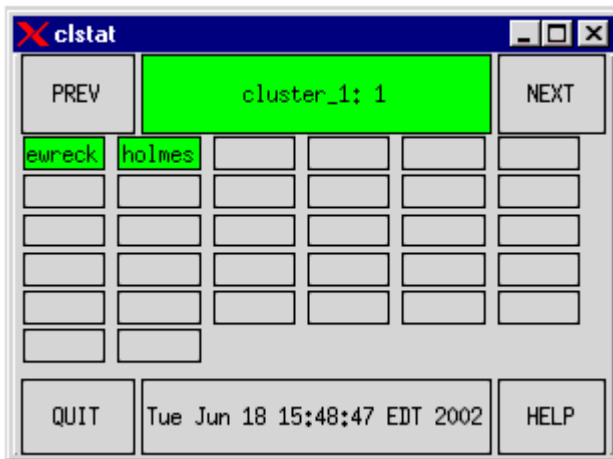 clstat
PREV
cluster_1: 1
NEXT
ewreck
holmes
QUIT
Tue Jun 18 15:48:47 EDT 2002
HELP